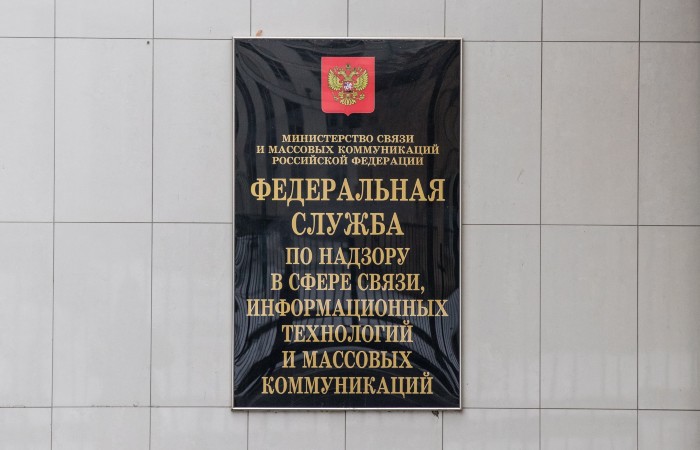 МИНИСТЕРСТВО СВЯЗИ
И МАССОВЫХ КОММУНИКАЦИЙ
РОССИЙСКОЙ ФЕДЕРАЦИИ
ФЕДЕРАЛЬНАЯ
СЛУЖБА
ПО НАДЗОРУ
В СФЕРЕ СВЯЗИ,
ИНФОРМАЦИОННЫХ
ТЕХНОЛОГИЙ
И МАССОВЫХ
КОММУНИКАЦИЙ